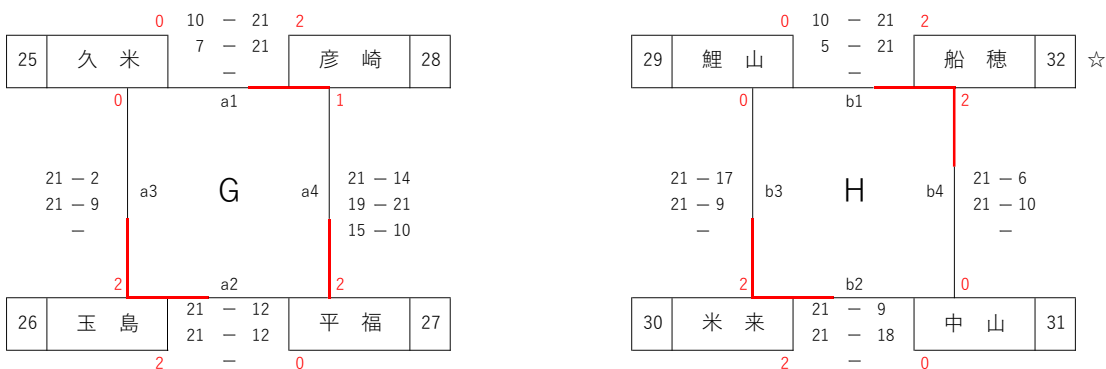 0 10 － 21 2
25 久 米 7 － 21 彦 崎 28
－
0 a1 1
21 － 2
21 － 9
－
a3 G a4
21 － 14
19 － 21
15 － 10
2 a2 2
26 玉 島 21 － 12 平 福 27
21 － 12
2 － 0
0 10 － 21 2
29 鯉 山 5 － 21 船 穂 32 ☆
－
0 b1 2
21 － 17
21 － 9
－
b3 H b4
21 － 6
21 － 10
－
2 b2 0
30 米 来 21 － 9 中 山 31
21 － 18
2 － 0